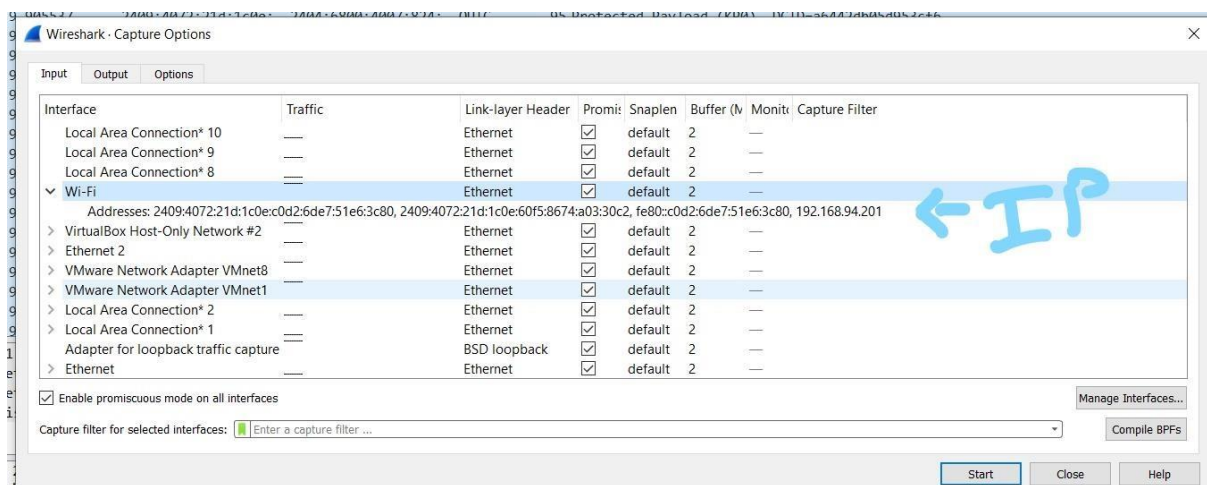 Wireshark · Capture Options
Input Output Options
Interface Traffic Link-layer Header Promis Snaplen Buffer (M Monito Capture Filter
Local Area Connection* 10 Ethernet default 2 —
Local Area Connection* 9 Ethernet default 2 —
Local Area Connection* 8 Ethernet default 2 —
Wi-Fi Ethernet default 2 —
Addresses: 2409:4072:21d:1c0e:c0d2:6de7:51e6:3c80, 2409:4072:21d:1c0e:60f5:8674:a03:30c2, fe80::c0d2:6de7:51e6:3c80, 192.168.94.201
← IP
VirtualBox Host-Only Network #2 Ethernet default 2 —
Ethernet 2 Ethernet default 2 —
VMware Network Adapter VMnet8 Ethernet default 2 —
VMware Network Adapter VMnet1 Ethernet default 2 —
Local Area Connection* 2 Ethernet default 2 —
Local Area Connection* 1 Ethernet default 2 —
Adapter for loopback traffic capture BSD loopback default 2 —
Ethernet Ethernet default 2 —
Enable promiscuous mode on all interfaces
Manage Interfaces...
Capture filter for selected interfaces: Enter a capture filter ... Compile BPFs
Start Close Help